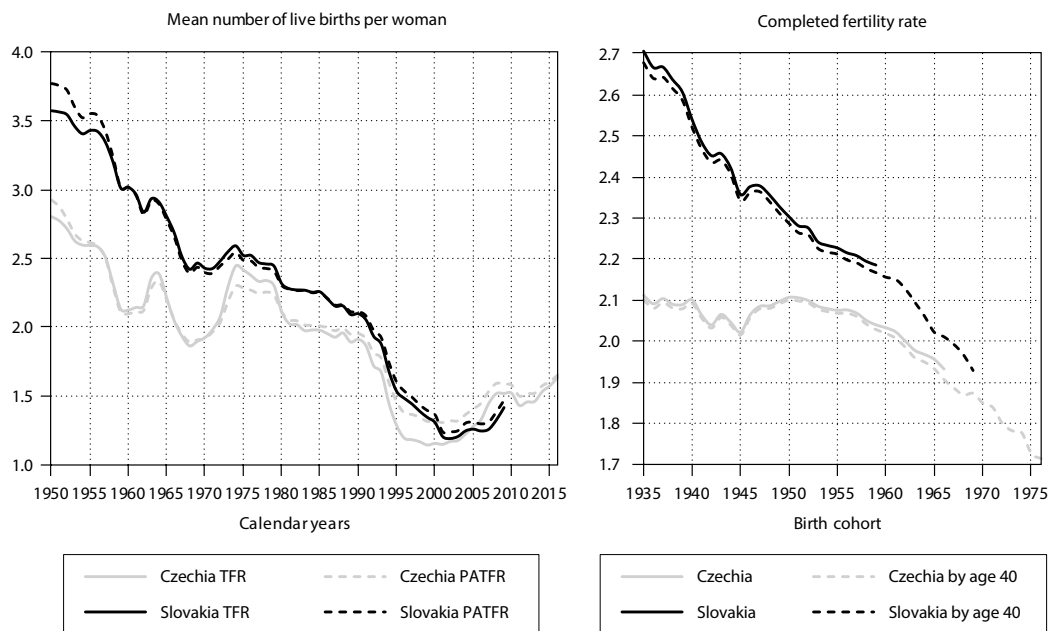 Mean number of live births per woman
4.0
3.5
3.0
2.5
2.0
1.5
1.0
1950 1955 1960 1965 1970 1975 1980 1985 1990 1995 2000 2005 2010 2015
Calendar years
Czechia TFR
Czechia PATFR
Slovakia TFR
Slovakia PATFR
Completed fertility rate
2.7
2.6
2.5
2.4
2.3
2.2
2.1
2.0
1.9
1.8
1.7
1935 1940 1945 1950 1955 1960 1965 1970 1975
Birth cohort
Czechia
Czechia by age 40
Slovakia
Slovakia by age 40